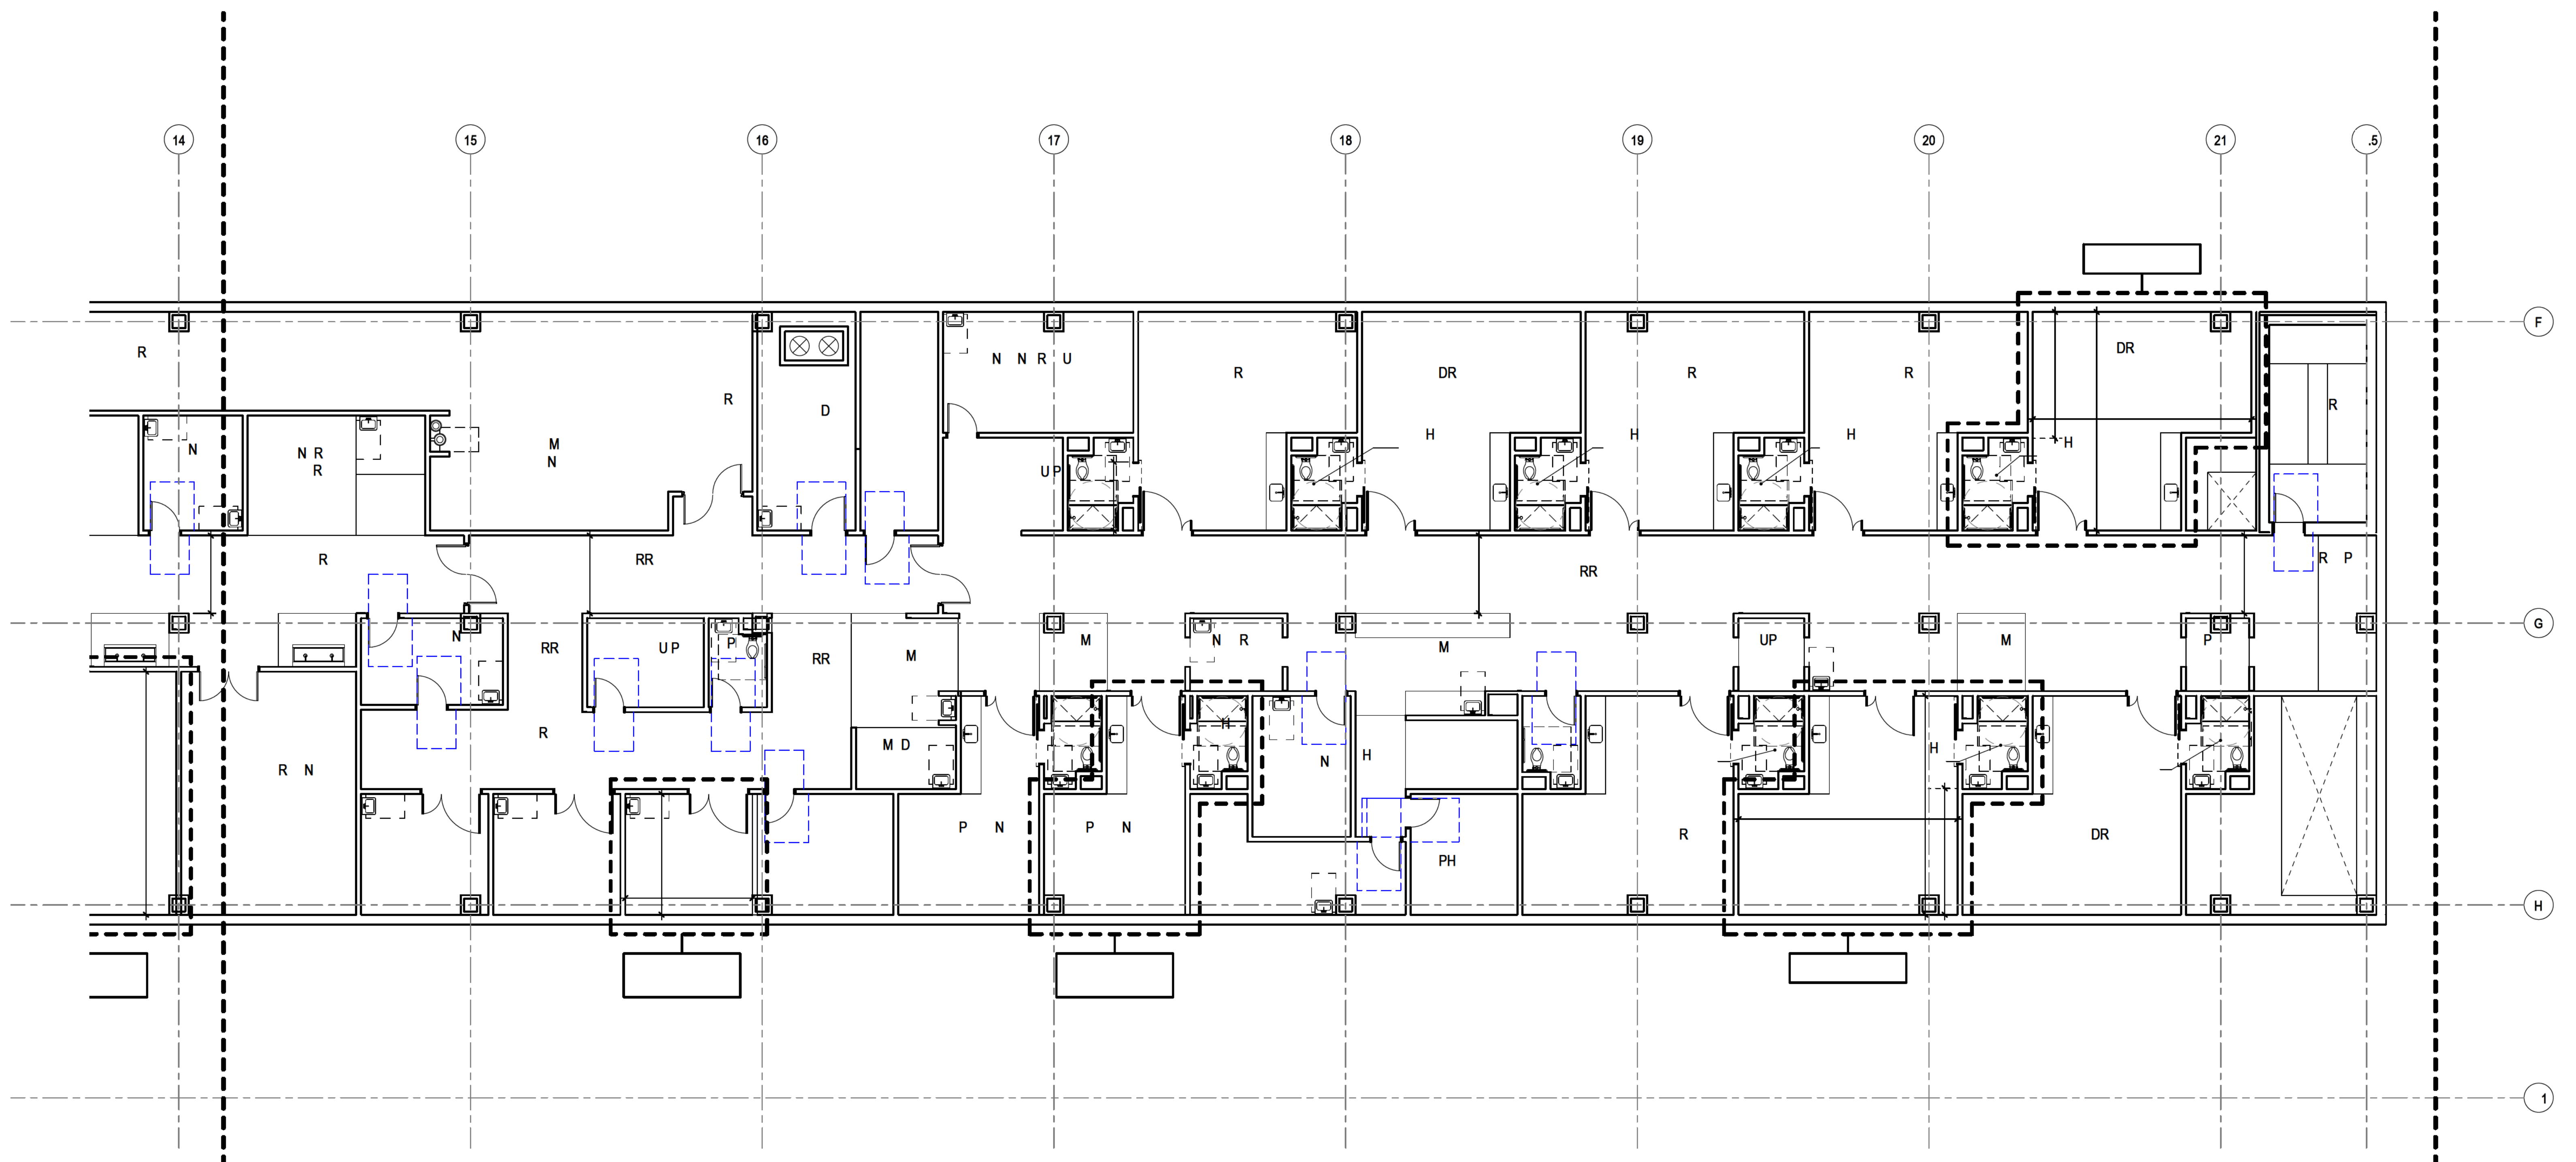 14 15 16 17 18 19 20 21 .5
F
DR
R
N N R U
R DR R R
R
R
D
H H H H
M
N
N
N R
R
UP
R RR RR R P
G
N
RR UP P RR M M N R M UP M P
H
R
M D
H
N H
R N
P N P N R DR
PH
H
1